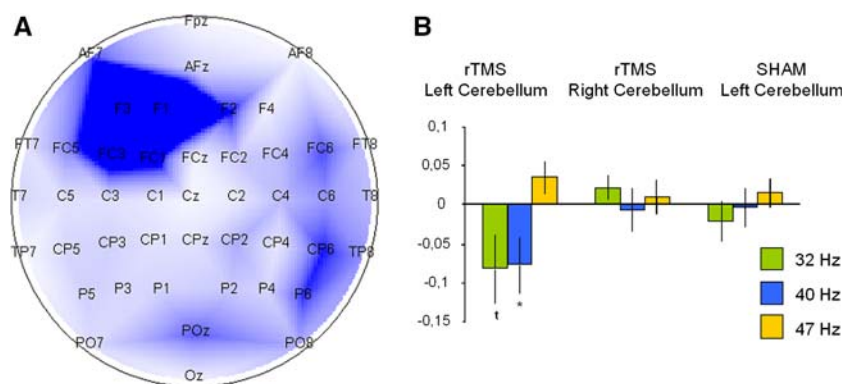 A
Fpz
AF7 AF8
AFz
F3 F1 F2 F4
FT7 FC5 FC3 FC1 FCz FC2 FC4 FC6 FT8
T7 C5 C3 C1 Cz C2 C4 C6 T8
TP7 CP5 CP3 CP1 CPz CP2 CP4 CP6 TP8
P5 P3 P1 P2 P4 P6
PO7 POz PO8
Oz
B
rTMS
Left Cerebellum
rTMS
Right Cerebellum
SHAM
Left Cerebellum
0,1
0,05
0
-0,05
-0,1
-0,15
t *
32 Hz
40 Hz
47 Hz